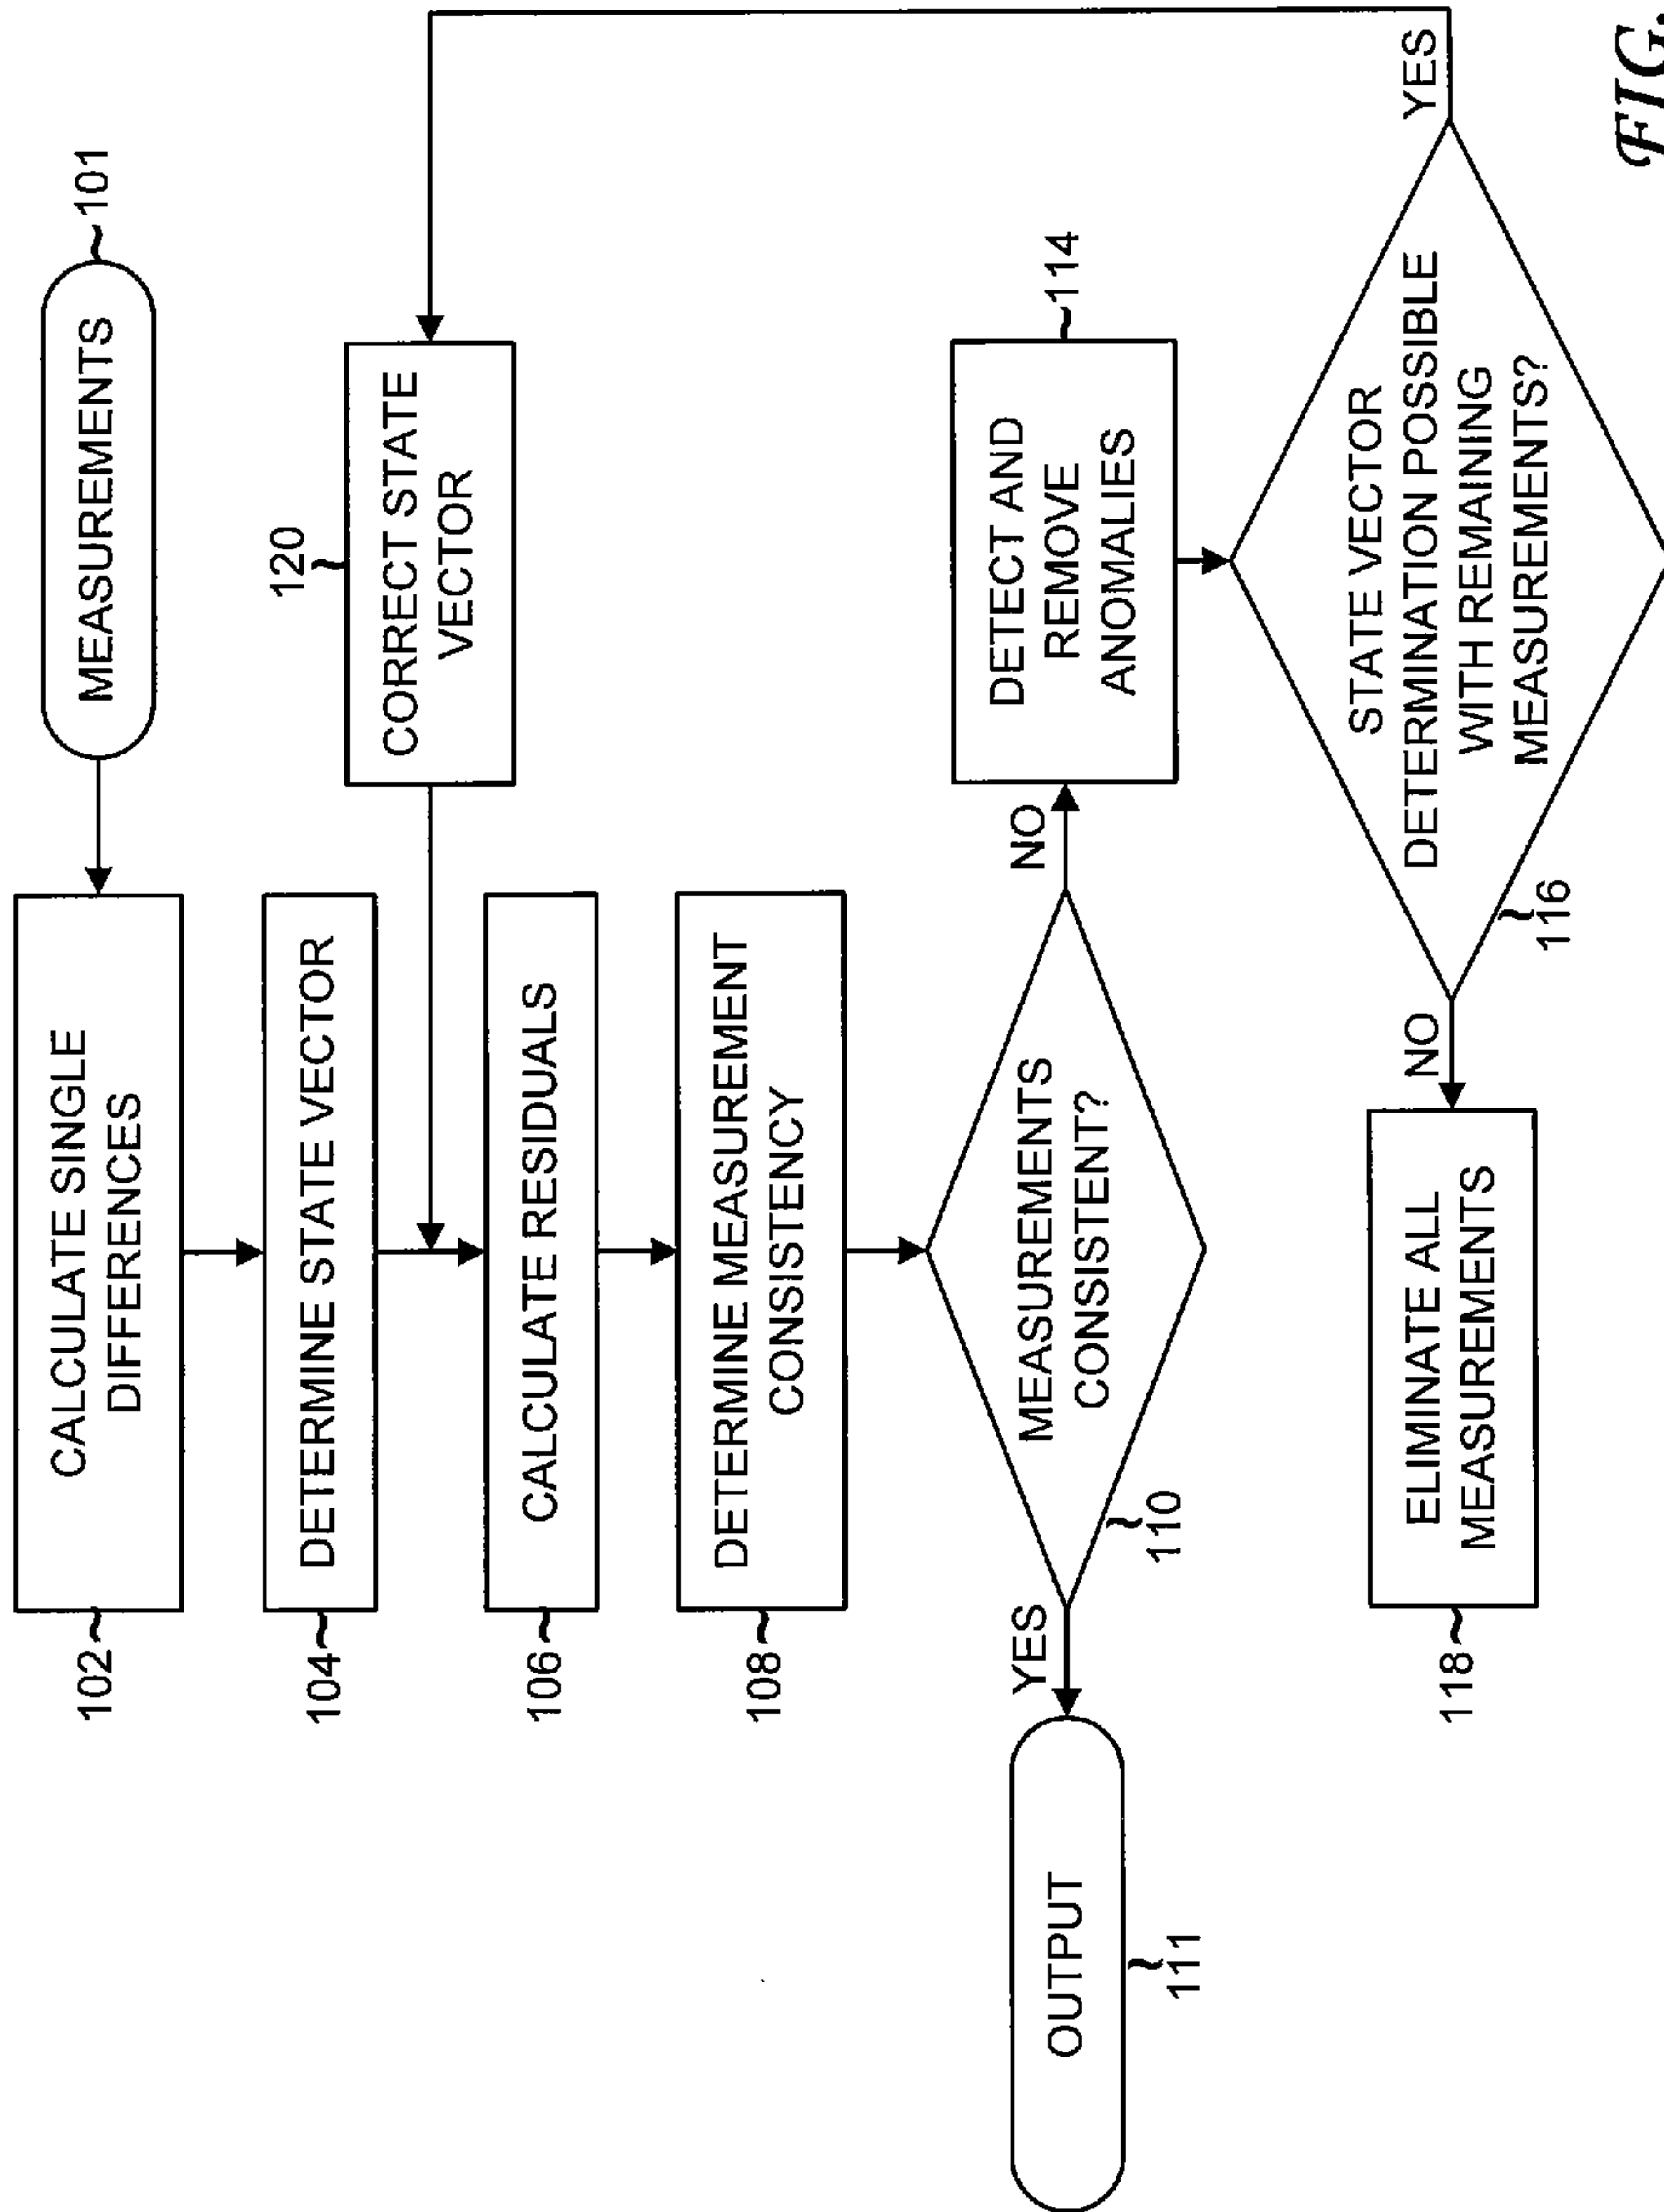 MEASUREMENTS
101
CALCULATE SINGLE
DIFFERENCES
102
DETERMINE STATE VECTOR
104
CORRECT STATE
VECTOR
120
CALCULATE RESIDUALS
106
DETERMINE MEASUREMENT
CONSISTENCY
108
MEASUREMENTS
CONSISTENT?
110
YES
NO
OUTPUT
111
DETECT AND
REMOVE
ANOMALIES
114
STATE VECTOR
DETERMINATION POSSIBLE
WITH REMAINING
MEASUREMENTS?
116
NO
YES
ELIMINATE ALL
MEASUREMENTS
118
FIG.